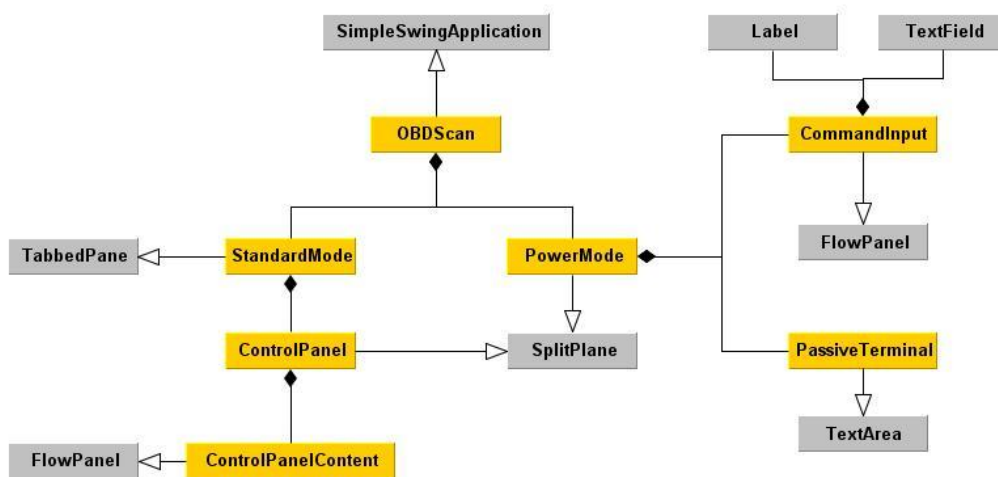 SimpleSwingApplication
Label
TextField
OBDScan
CommandInput
TabbedPane
StandardMode
PowerMode
FlowPanel
ControlPanel
SplitPlane
PassiveTerminal
TextArea
FlowPanel
ControlPanelContent